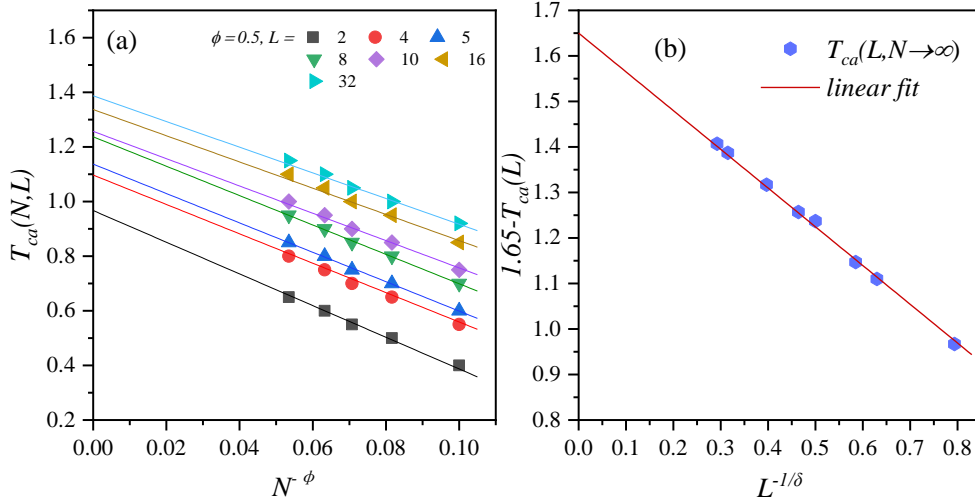 (a)
ϕ = 0.5, L = 2 4 5
8 10 16
32
1.6
1.4
1.2
1.0
0.8
0.6
0.4
0.2
T_ca(N,L)
0.00 0.02 0.04 0.06 0.08 0.10
N^-ϕ
(b)
T_ca(L,N→∞)
linear fit
1.7
1.6
1.5
1.4
1.3
1.2
1.1
1.0
0.9
0.8
1.65-T_ca(L)
0.0 0.1 0.2 0.3 0.4 0.5 0.6 0.7 0.8
L^-1/δ